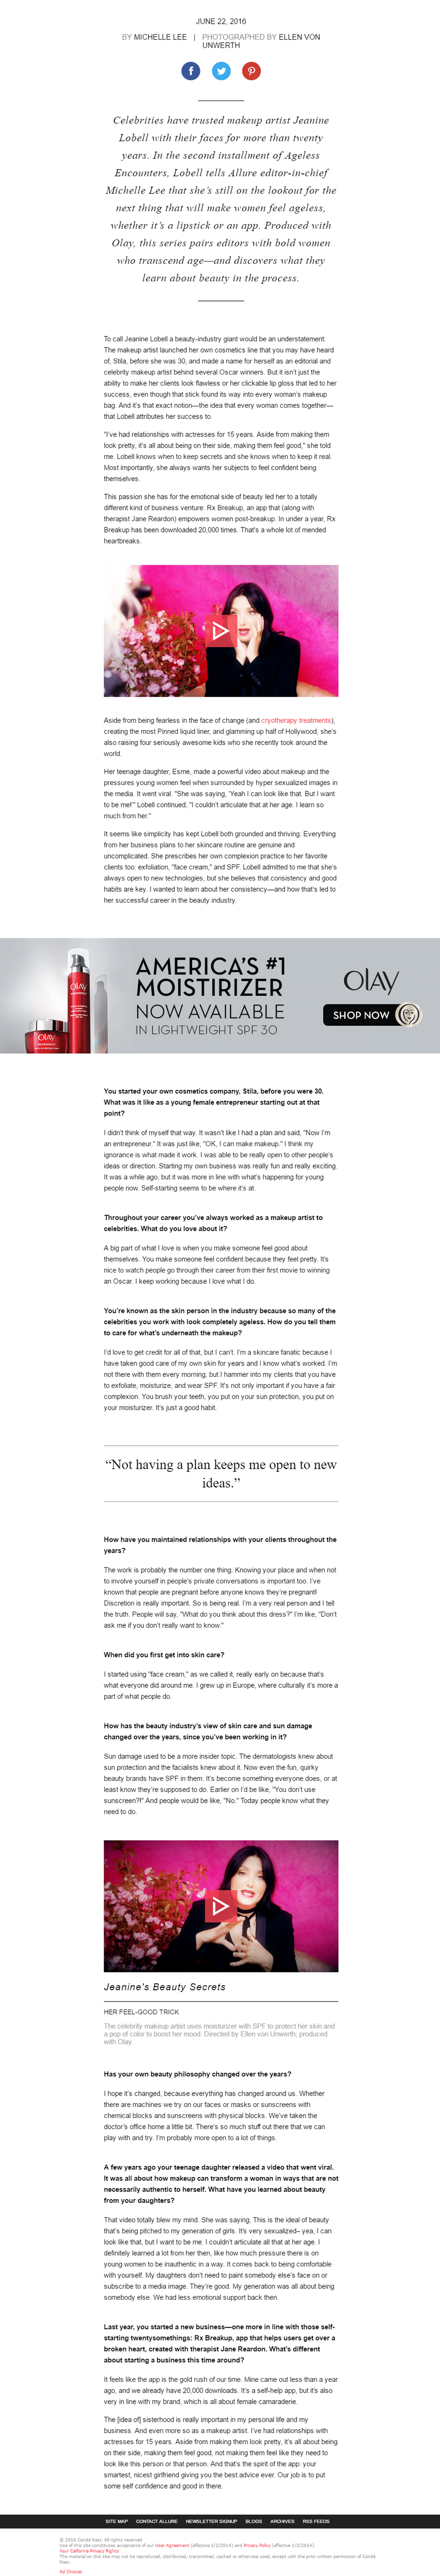 JUNE 22, 2016
BY MICHELLE LEE | PHOTOGRAPHED BY ELLEN VON
UNWERTH
Celebrities have trusted makeup artist Jeanine
Lobell with their faces for more than twenty
years. In the second installment of Ageless
Encounters, Lobell tells Allure editor-in-chief
Michelle Lee that she's still on the lookout for the
next thing that will make women feel ageless,
whether it's a lipstick or an app. Produced with
Olay, this series pairs editors with bold women
who transcend age—and discovers what they
learn about beauty in the process.
To call Jeanine Lobell a beauty-industry giant would be an understatement:
The makeup artist launched her own cosmetics line that you may have heard
of, Stila, before she was 30, and made a name for herself as an editorial and
celebrity makeup artist behind several Oscar winners. But it isn't just the
ability to make her clients look flawless or her clickable lip gloss that led to her
success, even though that stick found its way into every woman's makeup
bag. And it's that exact notion—the idea that every woman comes together—
that Lobell attributes her success to.
"I've had relationships with actresses for 15 years. Aside from making them
look pretty, it's all about being on their side, making them feel good," she told
me. Lobell knows when to keep secrets and she knows when to keep it real.
Most importantly, she always wants her subjects to feel confident being
themselves.
This passion she has for the emotional side of beauty led her to a totally
different kind of business venture: Rx Breakup, an app that (along with
therapist Jane Reardon) empowers women post-breakup. In under a year, Rx
Breakup has been downloaded 20,000 times. That's a whole lot of mended
heartbreaks.
Aside from being fearless in the face of change (and cryotherapy treatments),
creating the most Pinned liquid liner, and glamming up half of Hollywood, she's
also raising four seriously awesome kids who she recently took around the
world.
Her teenage daughter, Esme, made a powerful video about makeup and the
pressures young women feel when surrounded by hyper sexualized images in
the media. It went viral. "She was saying, 'Yeah I can look like that. But I want
to be me!'" Lobell continued, "I couldn't articulate that at her age. I learn so
much from her."
It seems like simplicity has kept Lobell both grounded and thriving. Everything
from her business plans to her skincare routine are genuine and
uncomplicated. She prescribes her own complexion practice to her favorite
clients too: exfoliation, "face cream," and SPF. Lobell admitted to me that she's
always open to new technologies, but she believes that consistency and good
habits are key. I wanted to learn about her consistency—and how that's led to
her successful career in the beauty industry.
AMERICA'S #1
MOISTIRIZER
NOW AVAILABLE
IN LIGHTWEIGHT SPF 30
OLAY
SHOP NOW
You started your own cosmetics company, Stila, before you were 30.
What was it like as a young female entrepreneur starting out at that
point?
I didn't think of myself that way. It wasn't like I had a plan and said, "Now I'm
an entrepreneur." It was just like, "OK, I can make makeup." I think my
ignorance is what made it work. I was able to be really open to other people's
ideas or direction. Starting my own business was really fun and really exciting.
It was a while ago, but it was more in line with what's happening for young
people now. Self-starting seems to be where it's at.
Throughout your career you've always worked as a makeup artist to
celebrities. What do you love about it?
A big part of what I love is when you make someone feel good about
themselves. You make someone feel confident because they feel pretty. It's
nice to watch people go through their career from their first movie to winning
an Oscar. I keep working because I love what I do.
You're known as the skin person in the industry because so many of the
celebrities you work with look completely ageless. How do you tell them
to care for what's underneath the makeup?
I'd love to get credit for all of that, but I can't. I'm a skincare fanatic because I
have taken good care of my own skin for years and I know what's worked. I'm
not there with them every morning, but I hammer into my clients that you have
to exfoliate, moisturize, and wear SPF. It's not only important if you have a fair
complexion. You brush your teeth, you put on your sun protection, you put on
your moisturizer. It's just a good habit.
“Not having a plan keeps me open to new
ideas.”
How have you maintained relationships with your clients throughout the
years?
The work is probably the number one thing. Knowing your place and when not
to involve yourself in people's private conversations is important too. I've
known that people are pregnant before anyone knows they're pregnant!
Discretion is really important. So is being real. I'm a very real person and I tell
the truth. People will say, "What do you think about this dress?" I'm like, "Don't
ask me if you don't really want to know."
When did you first get into skin care?
I started using "face cream," as we called it, really early on because that's
what everyone did around me. I grew up in Europe, where culturally it's more a
part of what people do.
How has the beauty industry's view of skin care and sun damage
changed over the years, since you've been working in it?
Sun damage used to be a more insider topic. The dermatologists knew about
sun protection and the facialists knew about it. Now even the fun, quirky
beauty brands have SPF in them. It's become something everyone does, or at
least know they're supposed to do. Earlier on I'd be like, "You don't use
sunscreen?!" And people would be like, "No." Today people know what they
need to do.
Jeanine's Beauty Secrets
HER FEEL-GOOD TRICK
The celebrity makeup artist uses moisturizer with SPF to protect her skin and
a pop of color to boost her mood. Directed by Ellen von Unwerth; produced
with Olay.
Has your own beauty philosophy changed over the years?
I hope it's changed, because everything has changed around us. Whether
there are machines we try on our faces or masks or sunscreens with
chemical blocks and sunscreens with physical blocks. We've taken the
doctor's office home a little bit. There's so much stuff out there that we can
play with and try. I'm probably more open to a lot of things.
A few years ago your teenage daughter released a video that went viral.
It was all about how makeup can transform a woman in ways that are not
necessarily authentic to herself. What have you learned about beauty
from your daughters?
That video totally blew my mind. She was saying, This is the ideal of beauty
that's being pitched to my generation of girls. It's very sexualized– yea, I can
look like that, but I want to be me. I couldn't articulate all that at her age. I
definitely learned a lot from her then, like how much pressure there is on
young women to be inauthentic in a way. It comes back to being comfortable
with yourself. My daughters don't need to paint somebody else's face on or
subscribe to a media image. They're good. My generation was all about being
somebody else. We had less emotional support back then.
Last year, you started a new business—one more in line with those self-
starting twentysomethings: Rx Breakup, app that helps users get over a
broken heart, created with therapist Jane Reardon. What's different
about starting a business this time around?
It feels like the app is the gold rush of our time. Mine came out less than a year
ago, and we already have 20,000 downloads. It's a self-help app, but it's also
very in line with my brand, which is all about female camaraderie.
The [idea of] sisterhood is really important in my personal life and my
business. And even more so as a makeup artist. I've had relationships with
actresses for 15 years. Aside from making them look pretty, it's all about being
on their side, making them feel good, not making them feel like they need to
look like this person or that person. And that's the spirit of the app: your
smartest, nicest girlfriend giving you the best advice ever. Our job is to put
some self confidence and good in there.
SITE MAP CONTACT ALLURE NEWSLETTER SIGNUP BLOGS ARCHIVES RSS FEEDS
© 2016 Condé Nast. All rights reserved
Use of this site constitutes acceptance of our User Agreement (effective 1/2/2014) and Privacy Policy (effective 1/2/2014).
Your California Privacy Rights
The material on this site may not be reproduced, distributed, transmitted, cached or otherwise used, except with the prior written permission of Condé
Nast.
Ad Choices